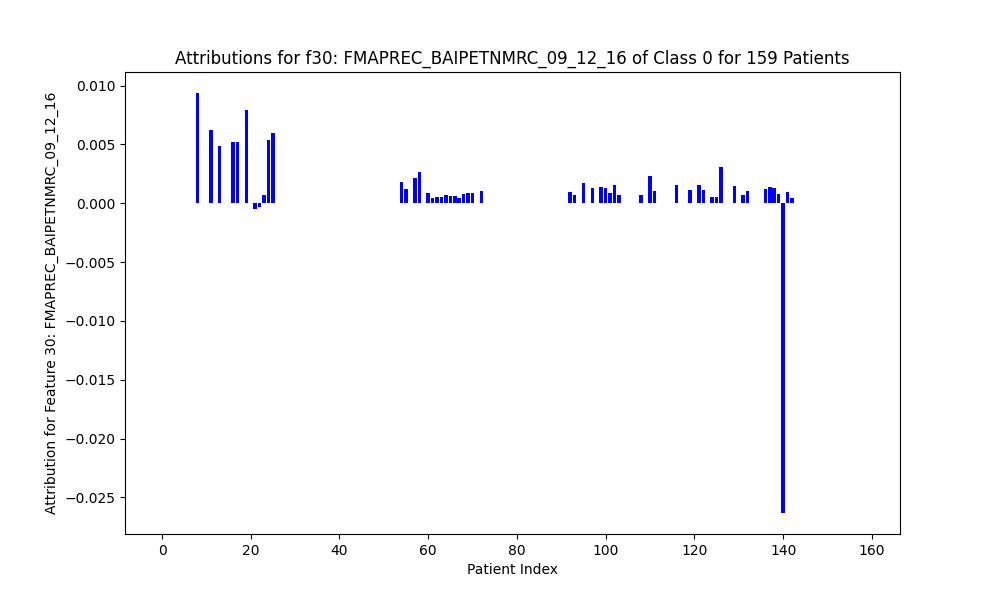 Attributions for f30: FMAPREC_BAIPETNMRC_09_12_16 of Class 0 for 159 Patients
Attribution for Feature 30: FMAPREC_BAIPETNMRC_09_12_16
0.010
0.005
0.000
−0.005
−0.010
−0.015
−0.020
−0.025
0 20 40 60 80 100 120 140 160
Patient Index